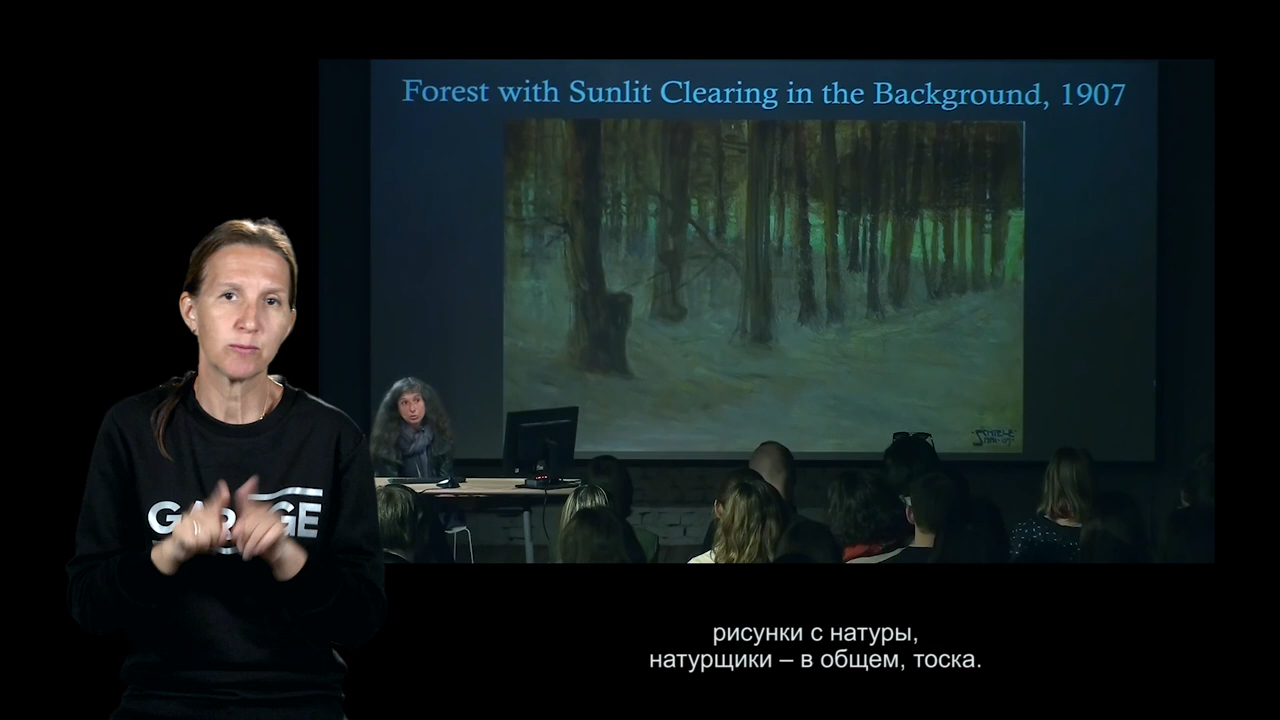 Forest with Sunlit Clearing in the Background, 1907
GARAGE
рисунки с натуры,
натурщики – в общем, тоска.